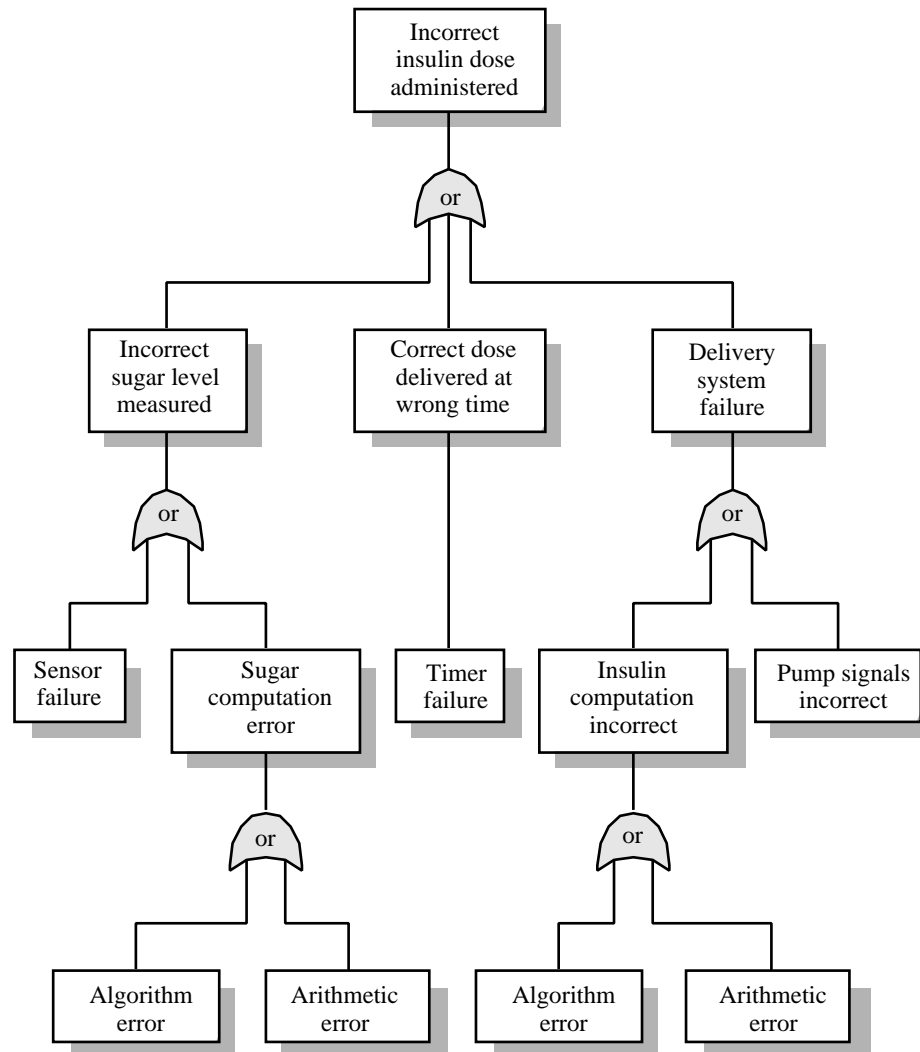 Incorrect
insulin dose
administered
or
Incorrect
sugar level
measured
Correct dose
delivered at
wrong time
Delivery
system
failure
or
or
Sensor
failure
Sugar
computation
error
Timer
failure
Insulin
computation
incorrect
Pump signals
incorrect
or
or
Algorithm
error
Arithmetic
error
Algorithm
error
Arithmetic
error